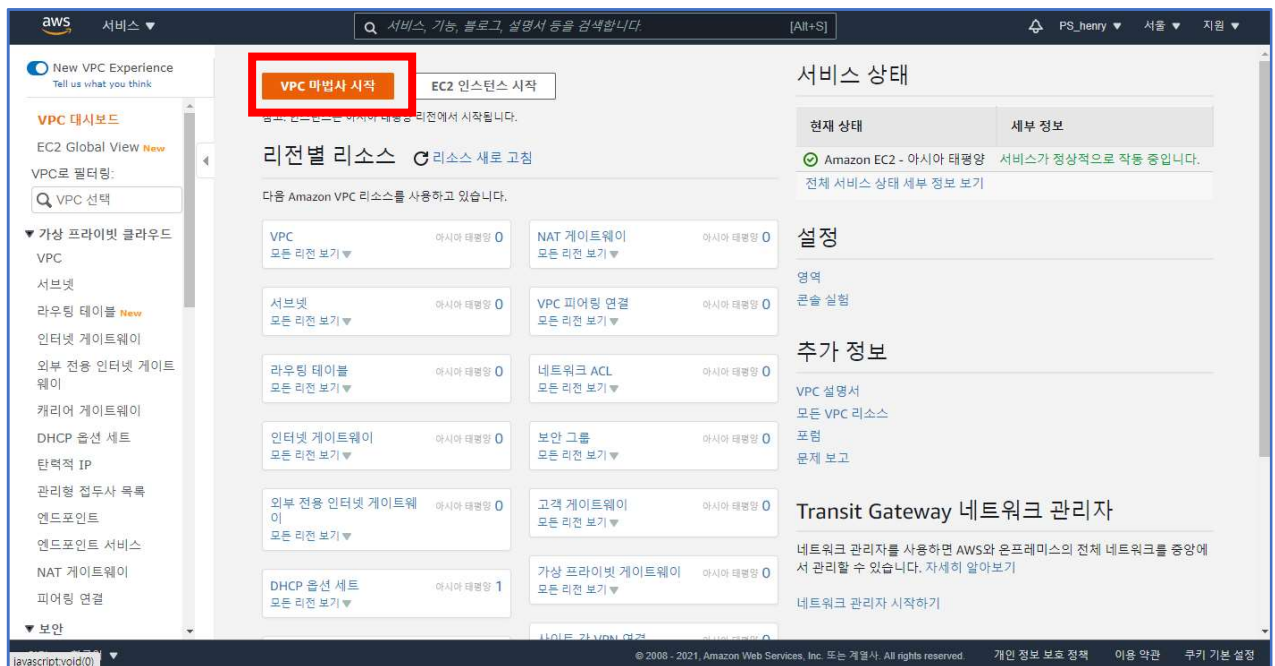 aws 서비스 ▼ 서비스, 기능, 블로그, 설명서 등을 검색합니다. [Alt+S] PS_henry ▼ 서울 ▼ 지원 ▼
New VPC Experience
Tell us what you think
VPC 대시보드
EC2 Global View New
VPC로 필터링:
VPC 선택
▼ 가상 프라이빗 클라우드
VPC
서브넷
라우팅 테이블 New
인터넷 게이트웨이
외부 전용 인터넷 게이트
웨이
캐리어 게이트웨이
DHCP 옵션 세트
탄력적 IP
관리형 접두사 목록
엔드포인트
엔드포인트 서비스
NAT 게이트웨이
피어링 연결
▼ 보안
VPC 마법사 시작 EC2 인스턴스 시작
리전에서 시작됩니다.
리전별 리소스 리소스 새로 고침
다음 Amazon VPC 리소스를 사용하고 있습니다.
VPC 아시아 태평양 0
모든 리전 보기 ▼
NAT 게이트웨이 아시아 태평양 0
모든 리전 보기 ▼
서브넷 아시아 태평양 0
모든 리전 보기 ▼
VPC 피어링 연결 아시아 태평양 0
모든 리전 보기 ▼
라우팅 테이블 아시아 태평양 0
모든 리전 보기 ▼
네트워크 ACL 아시아 태평양 0
모든 리전 보기 ▼
인터넷 게이트웨이 아시아 태평양 0
모든 리전 보기 ▼
보안 그룹 아시아 태평양 0
모든 리전 보기 ▼
외부 전용 인터넷 게이트웨 아시아 태평양 0
이
모든 리전 보기 ▼
고객 게이트웨이 아시아 태평양 0
모든 리전 보기 ▼
DHCP 옵션 세트 아시아 태평양 1
모든 리전 보기 ▼
가상 프라이빗 게이트웨이 아시아 태평양 0
모든 리전 보기 ▼
서비스 상태
현재 상태 세부 정보
Amazon EC2 - 아시아 태평양 서비스가 정상적으로 작동 중입니다.
전체 서비스 상태 세부 정보 보기
설정
영역
콘솔 실험
추가 정보
VPC 설명서
모든 VPC 리소스
포럼
문제 보고
Transit Gateway 네트워크 관리자
네트워크 관리자를 사용하면 AWS와 온프레미스의 전체 네트워크를 중앙에
서 관리할 수 있습니다. 자세히 알아보기
네트워크 관리자 시작하기
javascript:void(0) ▼ © 2008 - 2021, Amazon Web Services, Inc. 또는 계열사. All rights reserved. 개인 정보 보호 정책 이용 약관 쿠키 기본 설정